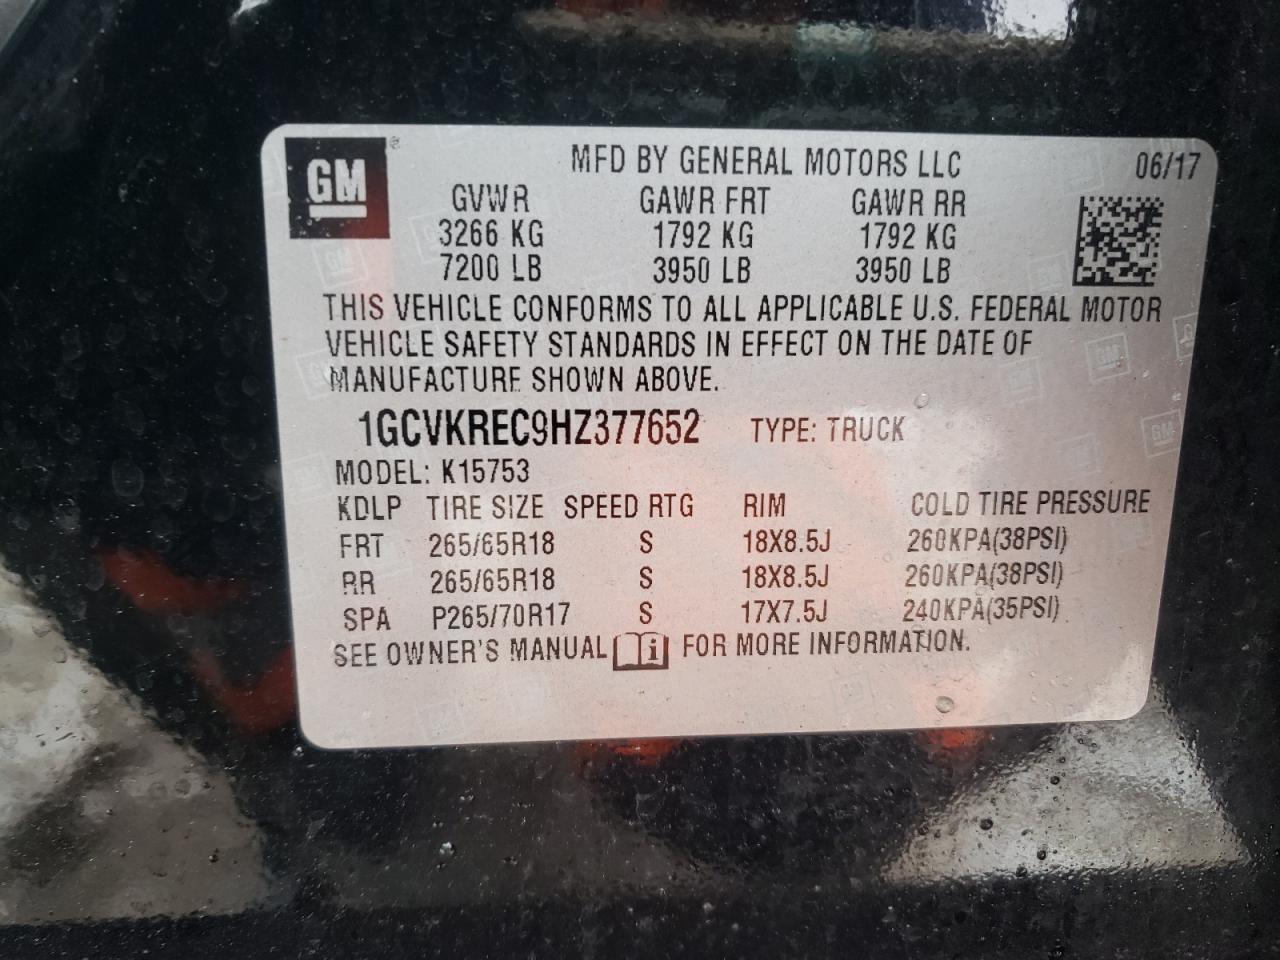 GM ® MFD BY GENERAL MOTORS LLC 06/17
GVWR GAWR FRT GAWR RR
3266 KG 1792 KG 1792 KG
7200 LB 3950 LB 3950 LB
THIS VEHICLE CONFORMS TO ALL APPLICABLE U.S. FEDERAL MOTOR
VEHICLE SAFETY STANDARDS IN EFFECT ON THE DATE OF
MANUFACTURE SHOWN ABOVE.
1GCVKREC9HZ377652 TYPE: TRUCK
MODEL: K15753
KDLP TIRE SIZE SPEED RTG RIM COLD TIRE PRESSURE
FRT 265/65R18 S 18X8.5J 260KPA(38PSI)
RR 265/65R18 S 18X8.5J 260KPA(38PSI)
SPA P265/70R17 S 17X7.5J 240KPA(35PSI)
SEE OWNER'S MANUAL i FOR MORE INFORMATION.